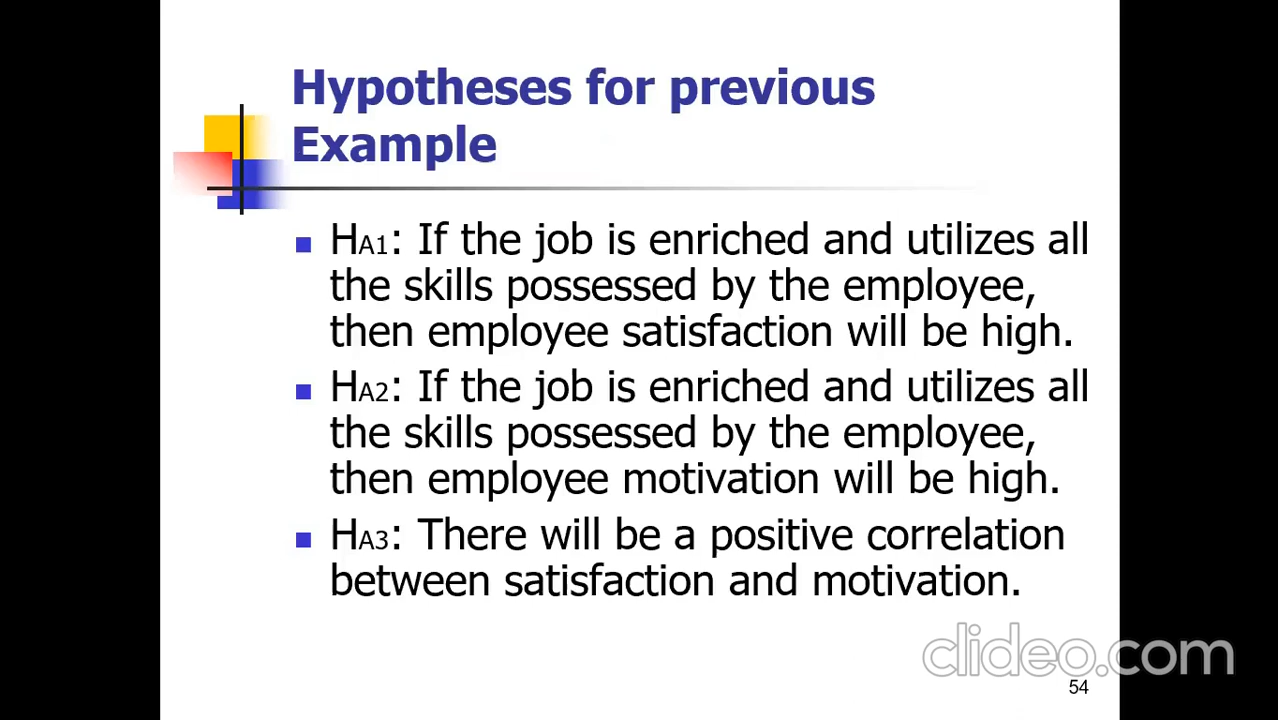 Hypotheses for previous
Example
HA1: If the job is enriched and utilizes all
the skills possessed by the employee,
then employee satisfaction will be high.
HA2: If the job is enriched and utilizes all
the skills possessed by the employee,
then employee motivation will be high.
HA3: There will be a positive correlation
between satisfaction and motivation.
clideo.com
54